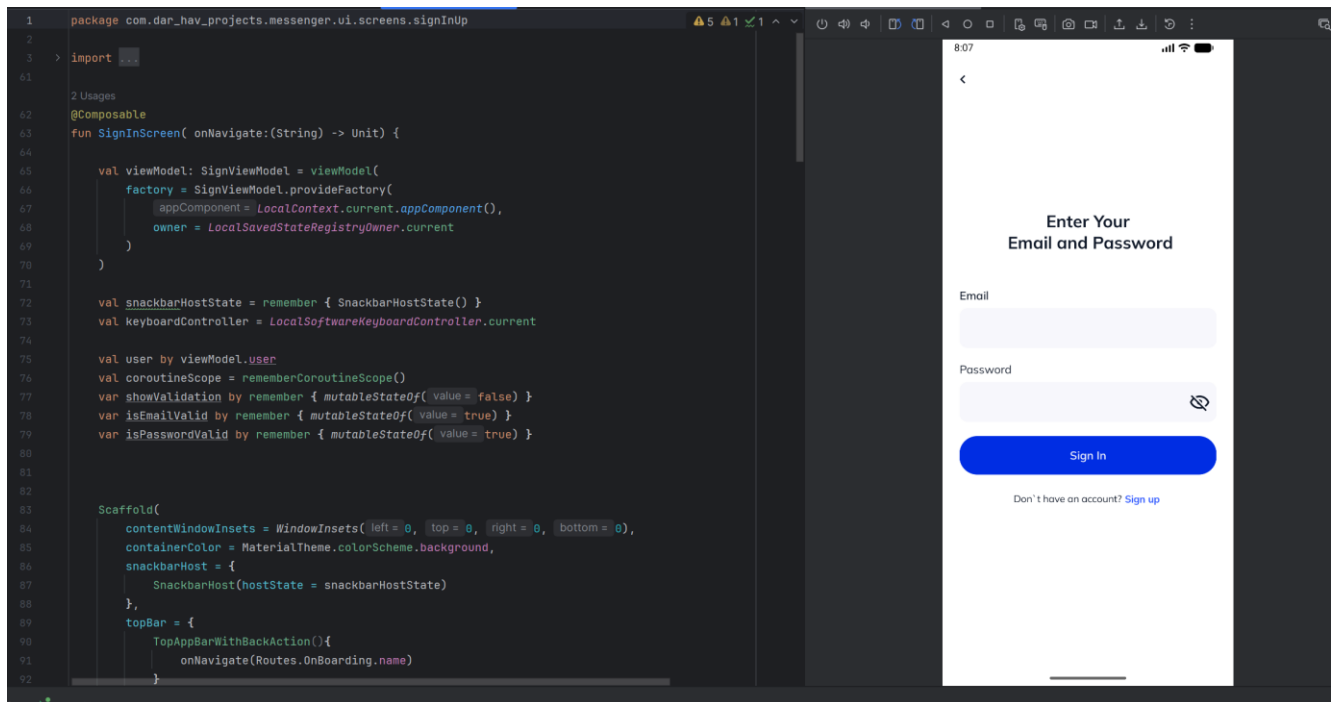 1 package com.dar_hav_projects.messenger.ui.screens.signInUp
5 1 1
2
3 > import ...
61
2 Usages
62 @Composable
63 fun SignInScreen( onNavigate:(String) -> Unit) {
64
65 val viewModel: SignViewModel = viewModel(
66 factory = SignViewModel.provideFactory(
67 appComponent = LocalContext.current.appComponent(),
68 owner = LocalSavedStateRegistryOwner.current
69 )
70 )
71
72 val snackbarHostState = remember { SnackbarHostState() }
73 val keyboardController = LocalSoftwareKeyboardController.current
74
75 val user by viewModel.user
76 val coroutineScope = rememberCoroutineScope()
77 var showValidation by remember { mutableStateOf( value = false) }
78 var isEmailValid by remember { mutableStateOf( value = true) }
79 var isPasswordValid by remember { mutableStateOf( value = true) }
80
81
82
83 Scaffold(
84 contentWindowInsets = WindowInsets( left = 0, top = 0, right = 0, bottom = 0),
85 containerColor = MaterialTheme.colorScheme.background,
86 snackbarHost = {
87 SnackbarHost(hostState = snackbarHostState)
88 },
89 topBar = {
90 TopAppBarWithBackAction(){
91 onNavigate(Routes.OnBoarding.name)
92 }
8:07
Enter Your
Email and Password
Email
Password
Sign In
Don`t have an account? Sign up